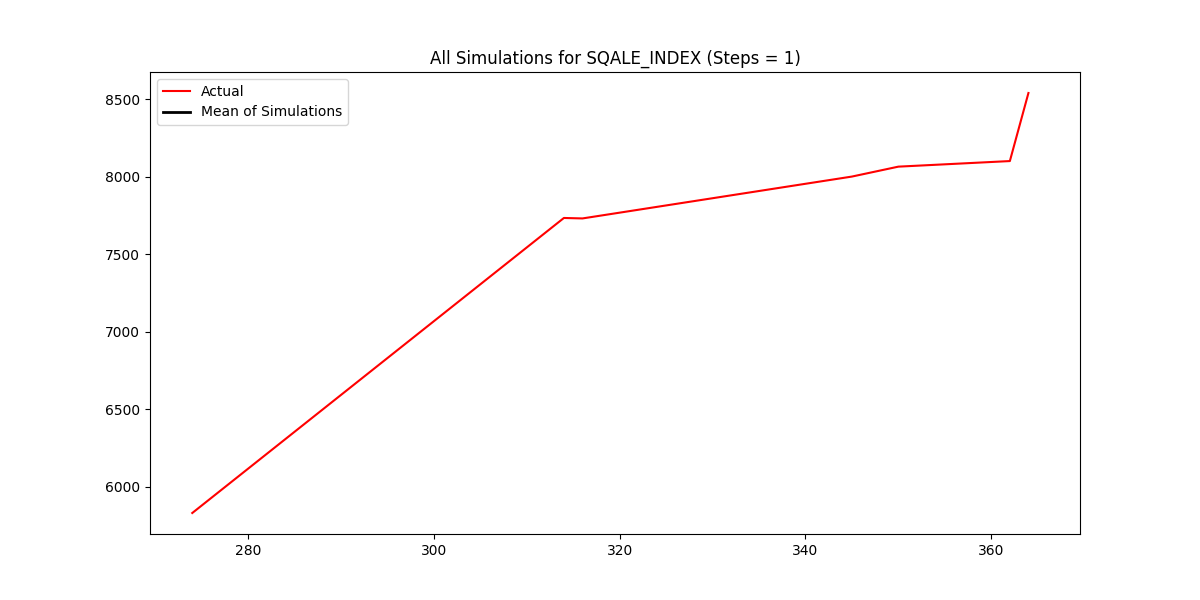 All Simulations for SQALE_INDEX (Steps = 1)
Actual
Mean of Simulations
8500
8000
7500
7000
6500
6000
280 300 320 340 360